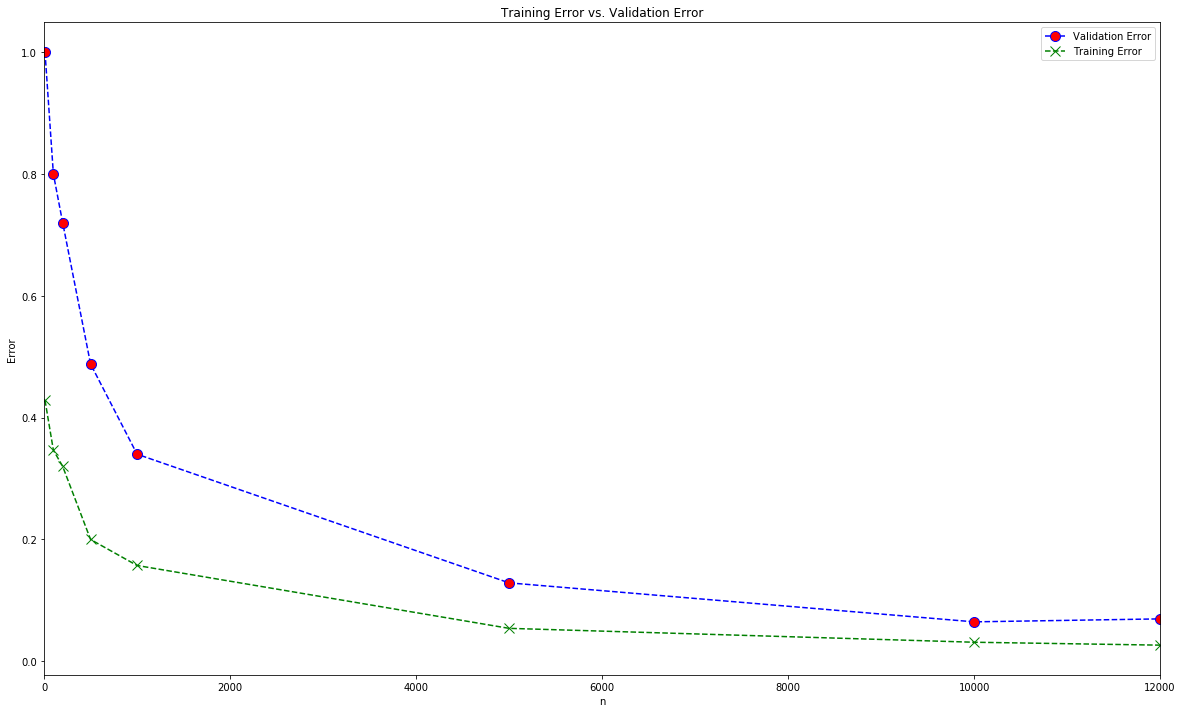 Training Error vs. Validation Error
Validation Error
Training Error
1.0
0.8
0.6
0.4
0.2
0.0
Error
0
2000
4000
6000
8000
10000
12000
n